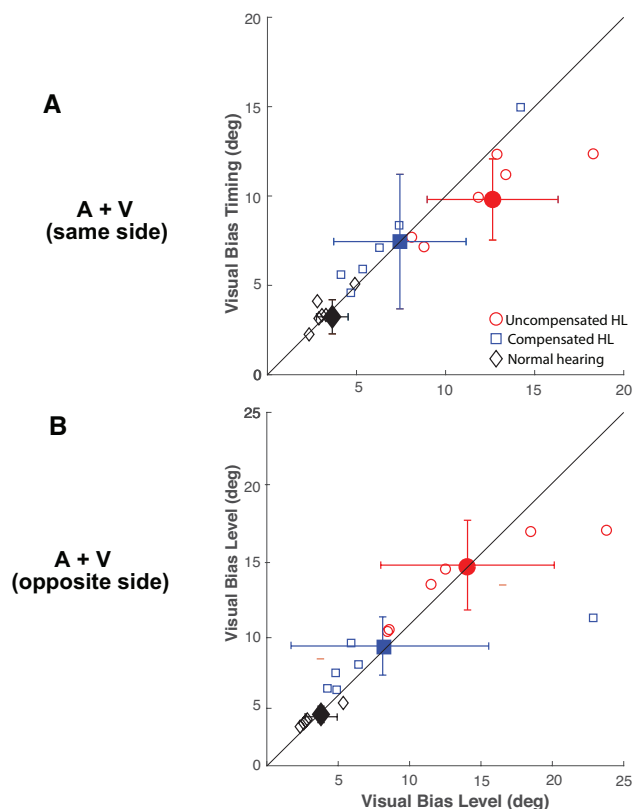 A
A + V
(same side)
Visual Bias Timing (deg)
20
15
10
5
0
5
10
15
20
Uncompensated HL
Compensated HL
Normal hearing
B
A + V
(opposite side)
Visual Bias Level (deg)
25
20
15
10
5
0
5
10
15
20
25
Visual Bias Level (deg)